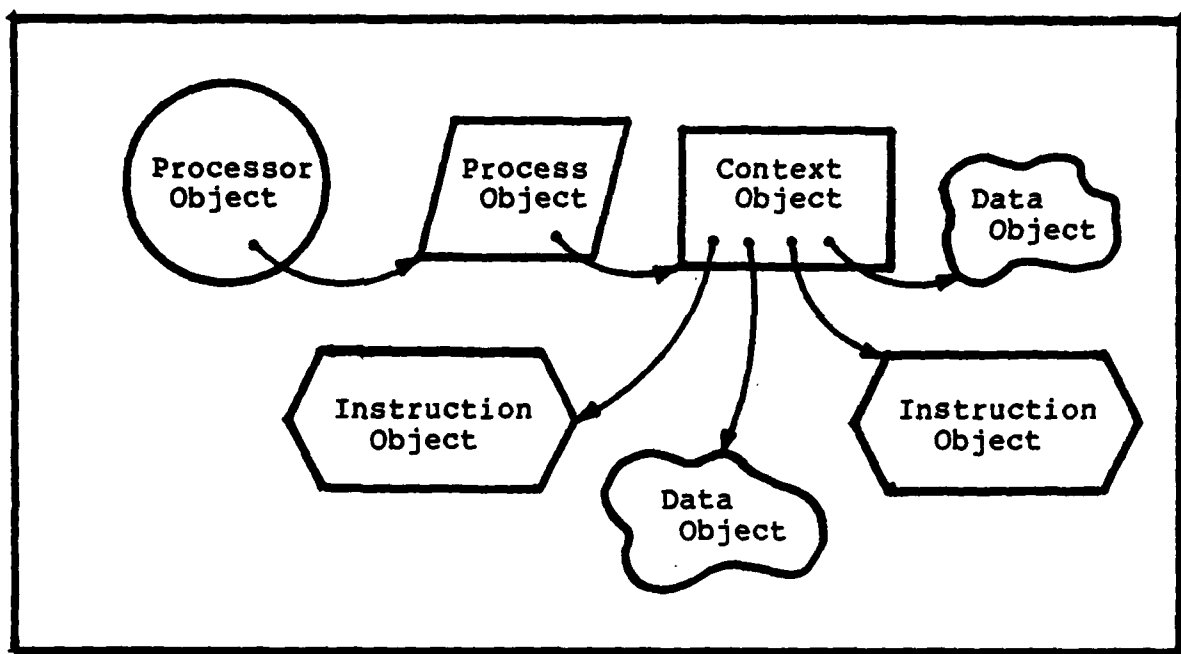 Processor
Object
Process
Object
Context
Object
Data
Object
Instruction
Object
Data
Object
Instruction
Object